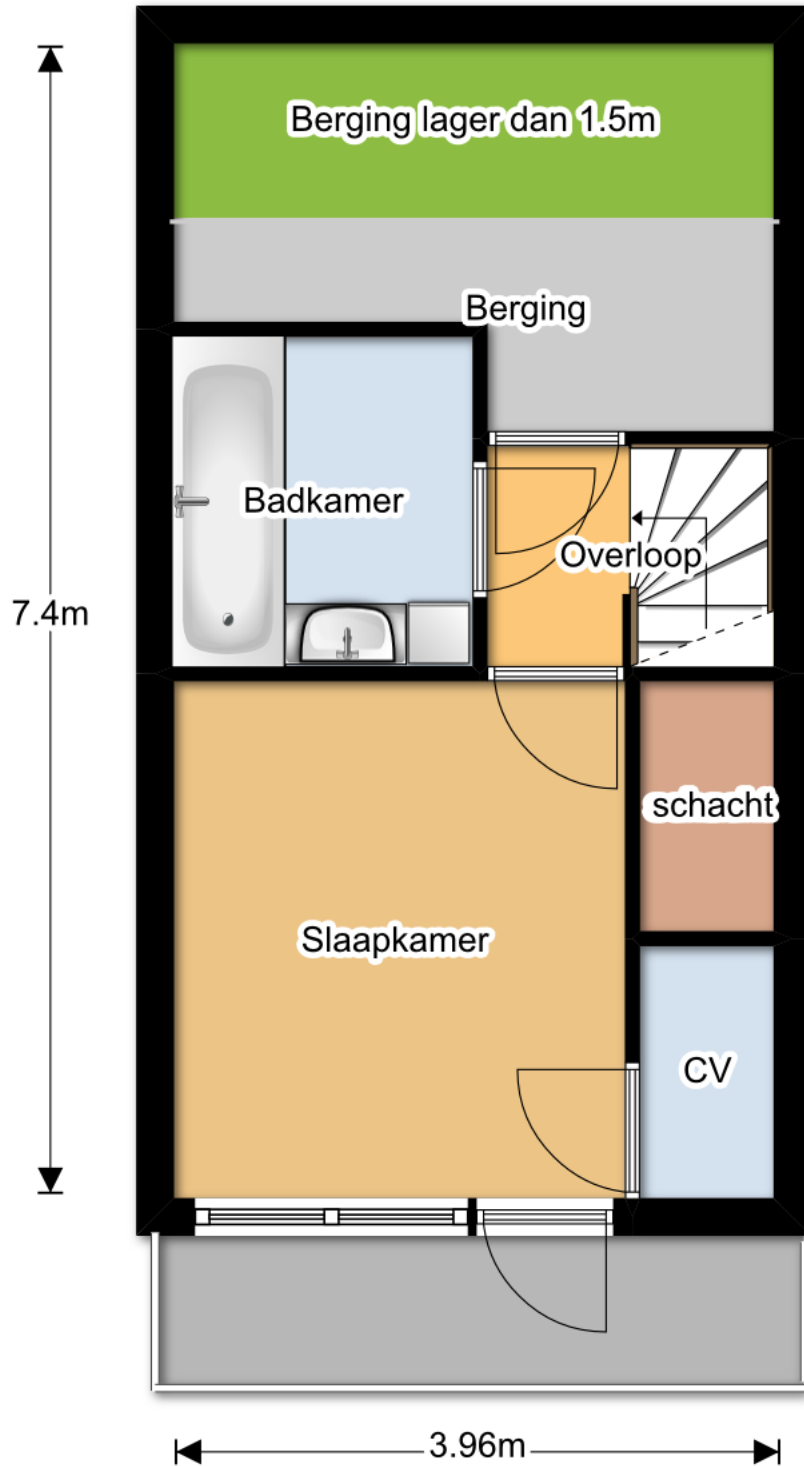 Berging lager dan 1.5m
Berging
Badkamer
Overloop
7.4m
schacht
Slaapkamer
CV
3.96m